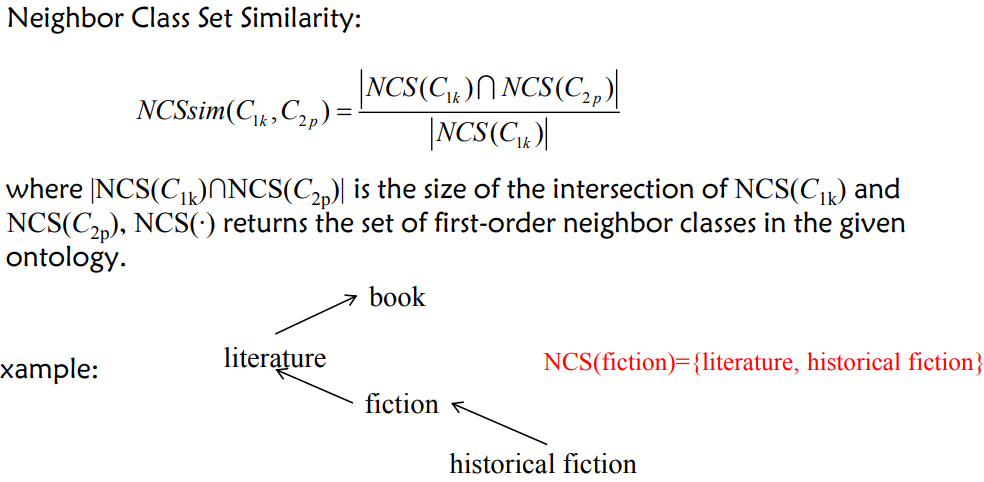 Neighbor Class Set Similarity:
NCSsim(C₁ₖ, C₂ₚ) = |NCS(C₁ₖ)⋂ NCS(C₂ₚ)| / |NCS(C₁ₖ)|
where |NCS(C₁ₖ)⋂NCS(C₂ₚ)| is the size of the intersection of NCS(C₁ₖ) and
NCS(C₂ₚ), NCS(·) returns the set of first-order neighbor classes in the given
ontology.
book
xample: literature NCS(fiction)={literature, historical fiction}
fiction
historical fiction